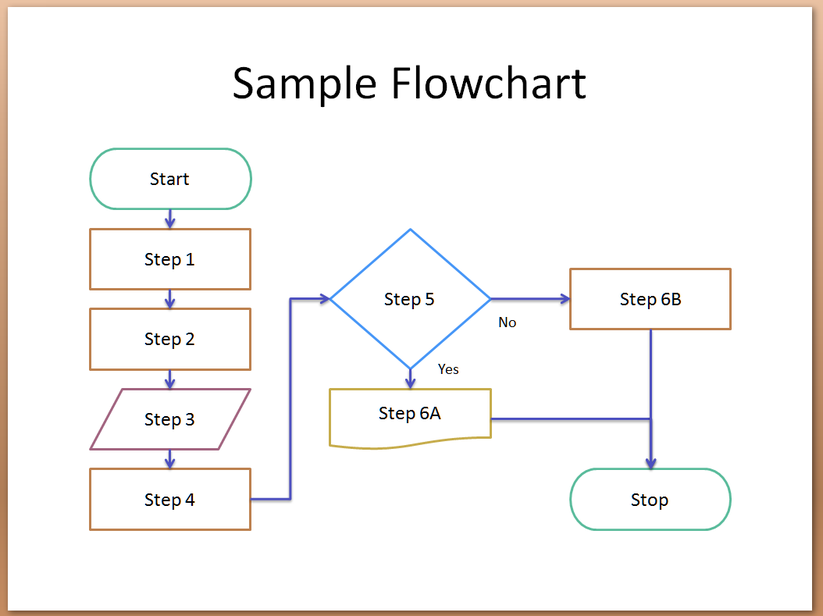 Sample Flowchart
Start
Step 1
Step 2
Step 3
Step 4
Step 5
No
Yes
Step 6A
Step 6B
Stop